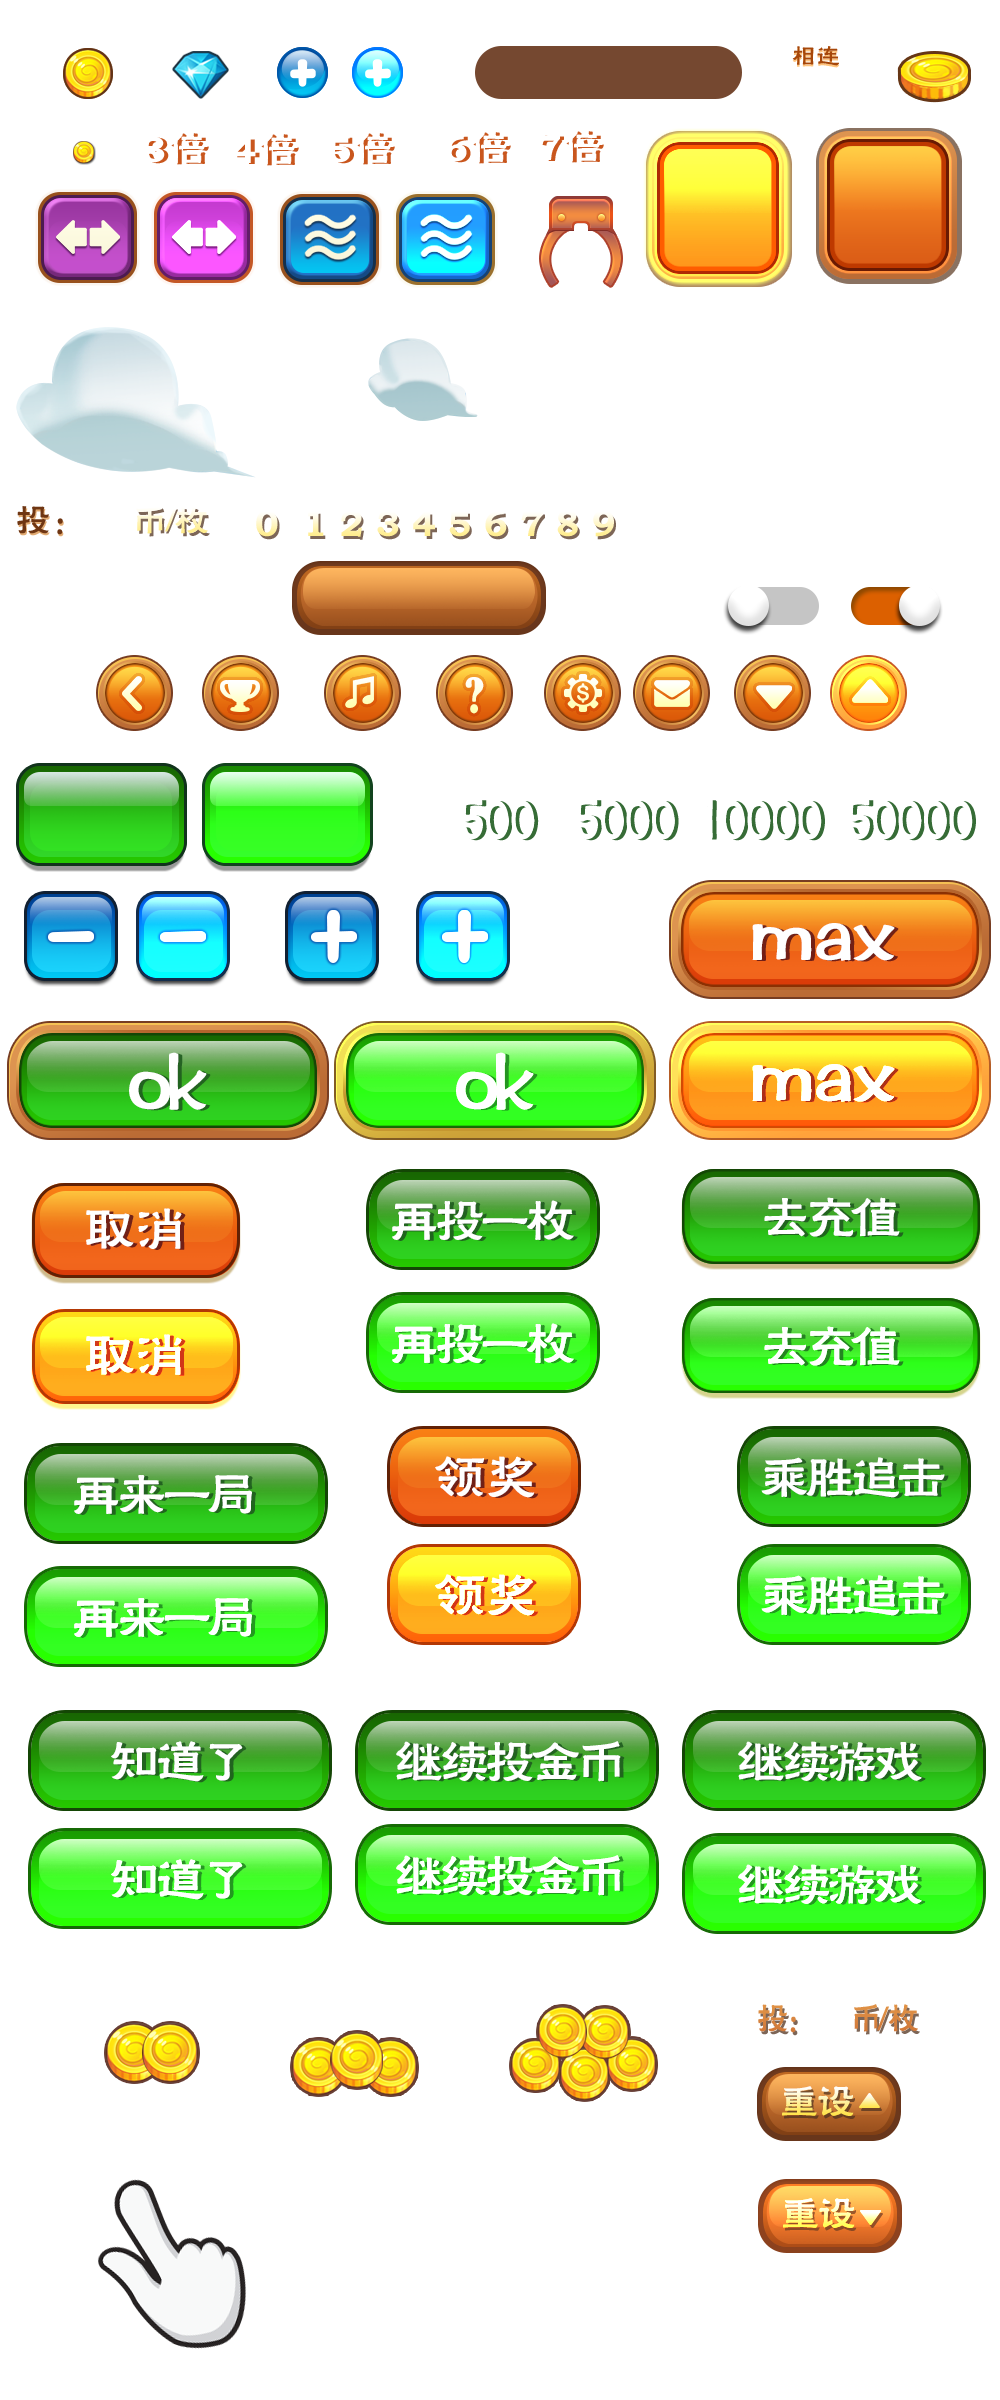 相连
3倍 4倍 5倍 6倍 7倍
投： 币/枚 0 1 2 3 4 5 6 7 8 9
500 5000 10000 50000
max
ok ok max
取消 再投一枚 去充值
取消 再投一枚 去充值
再来一局 领奖 乘胜追击
再来一局 领奖 乘胜追击
知道了 继续投金币 继续游戏
知道了 继续投金币 继续游戏
投： 币/枚
重设
重设